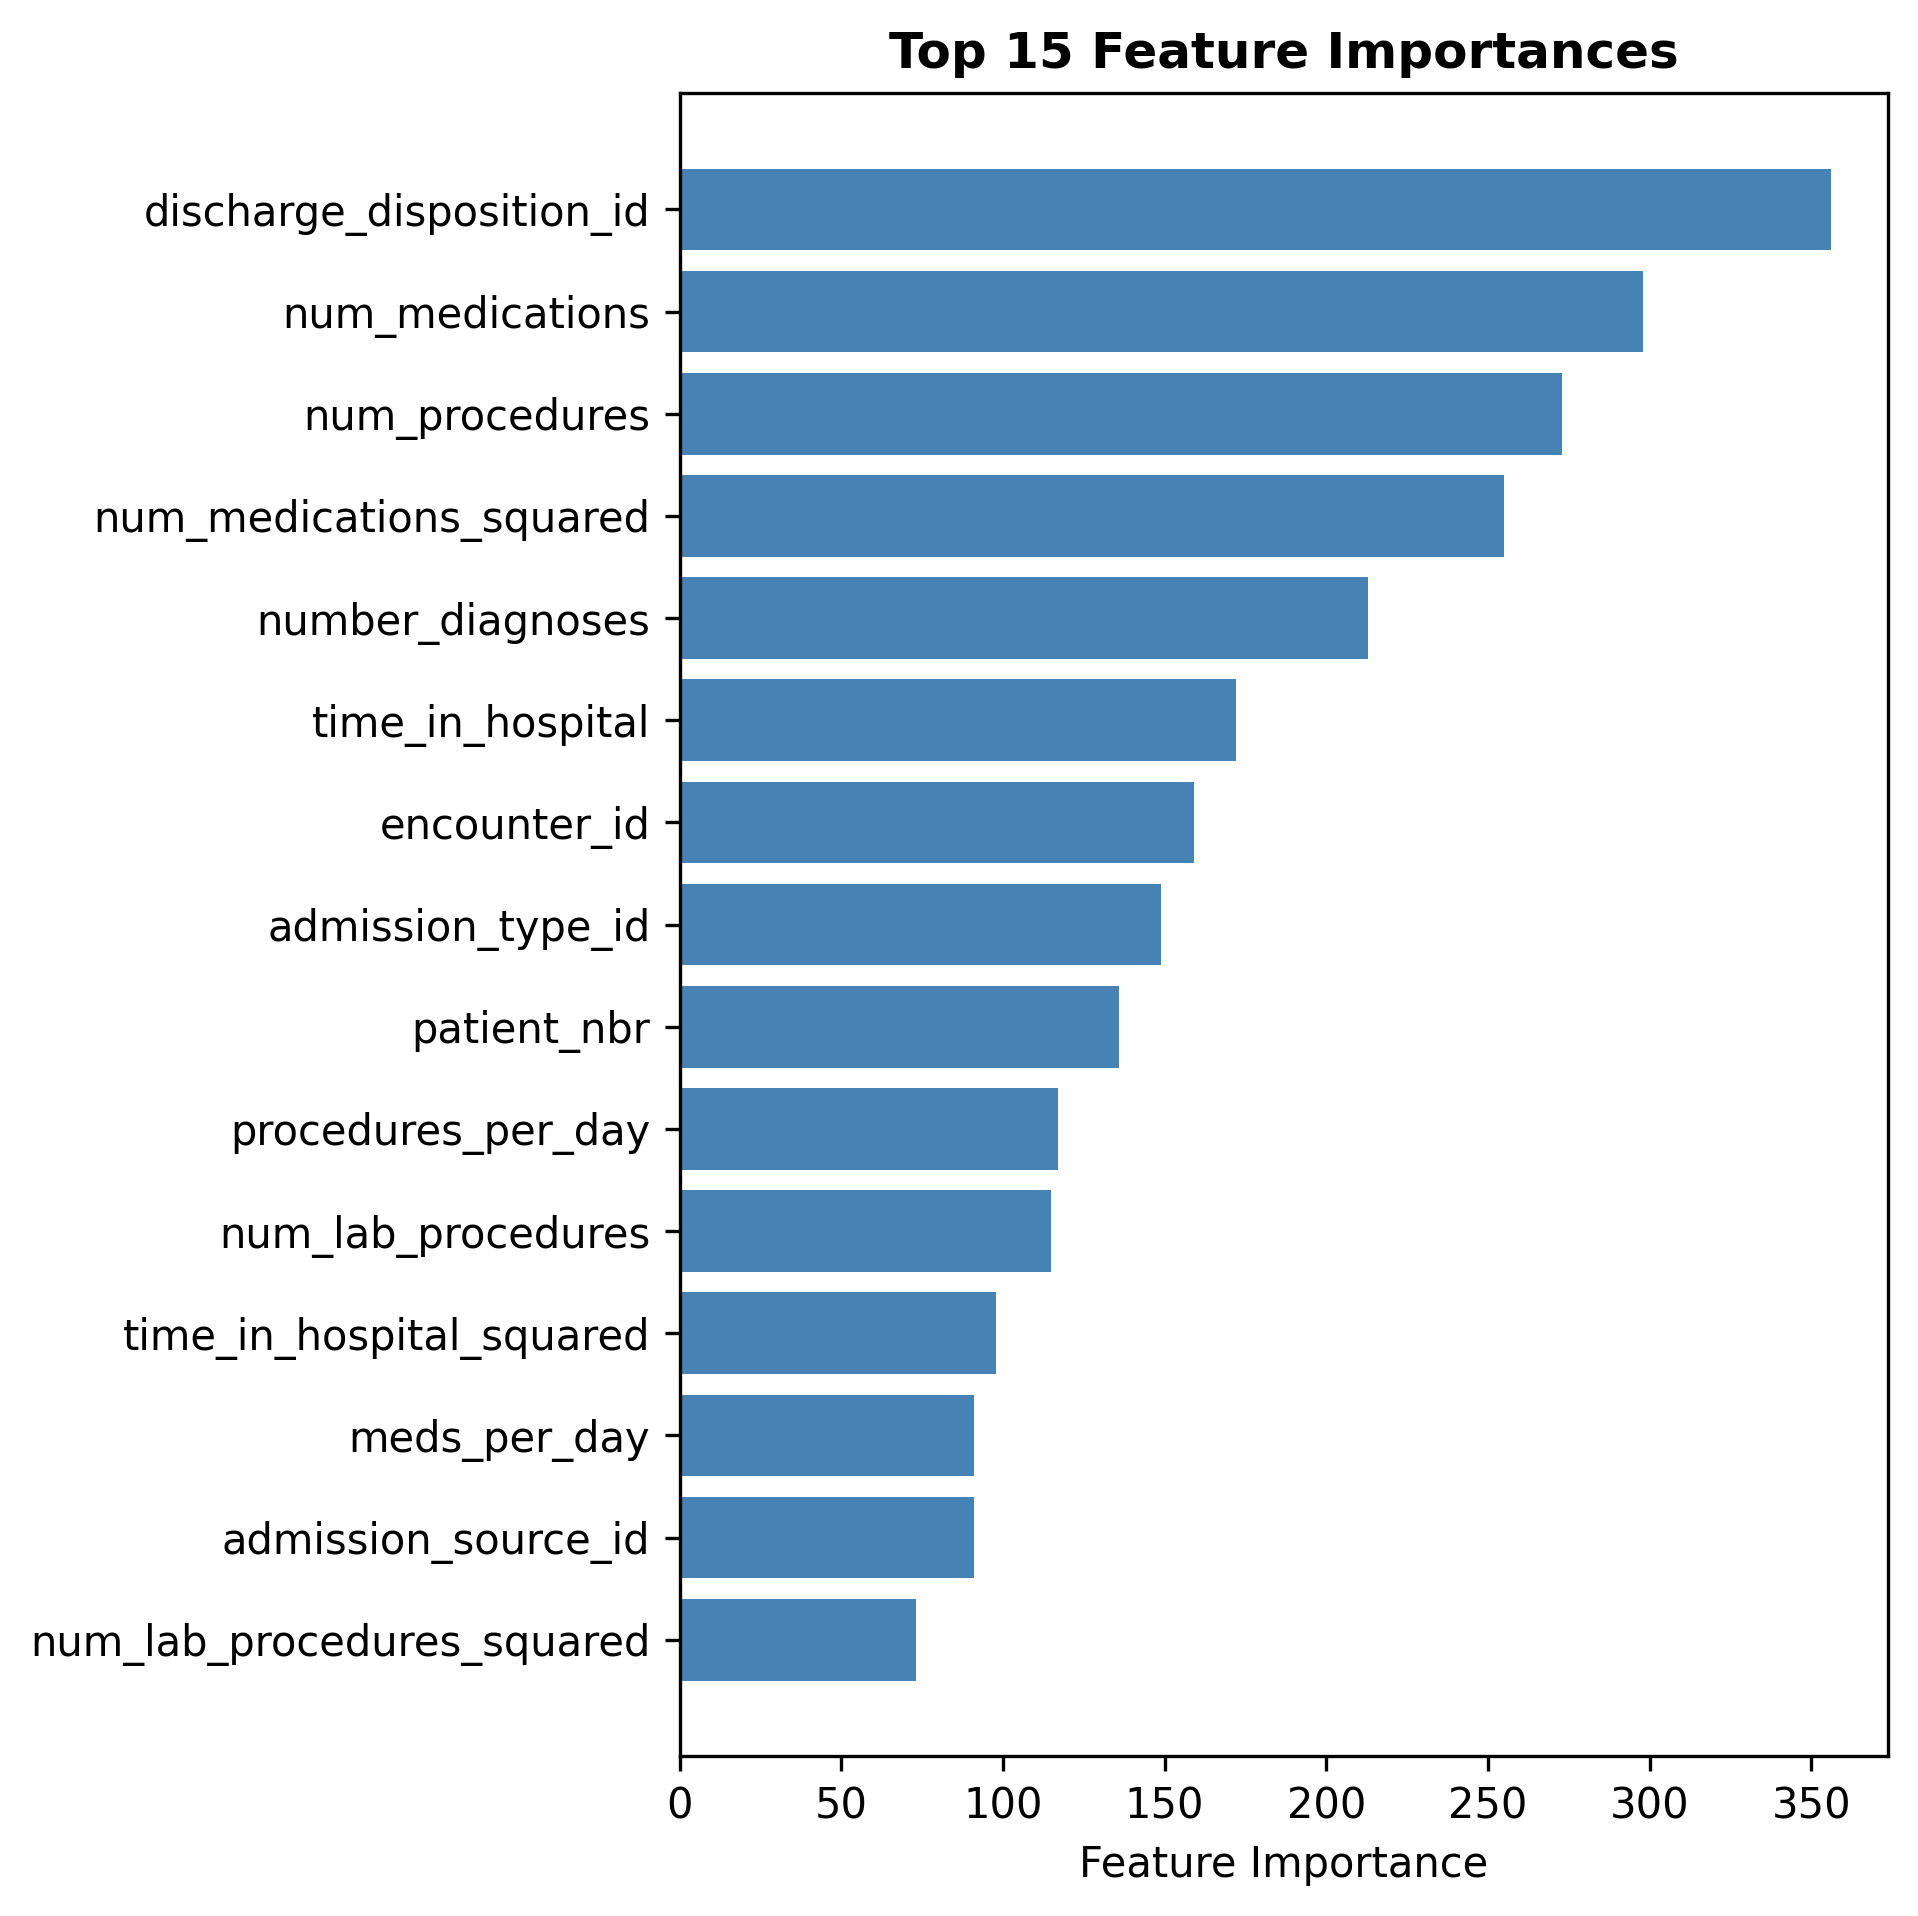 Top 15 Feature Importances
discharge_disposition_id
num_medications
num_procedures
num_medications_squared
number_diagnoses
time_in_hospital
encounter_id
admission_type_id
patient_nbr
procedures_per_day
num_lab_procedures
time_in_hospital_squared
meds_per_day
admission_source_id
num_lab_procedures_squared
0 50 100 150 200 250 300 350
Feature Importance